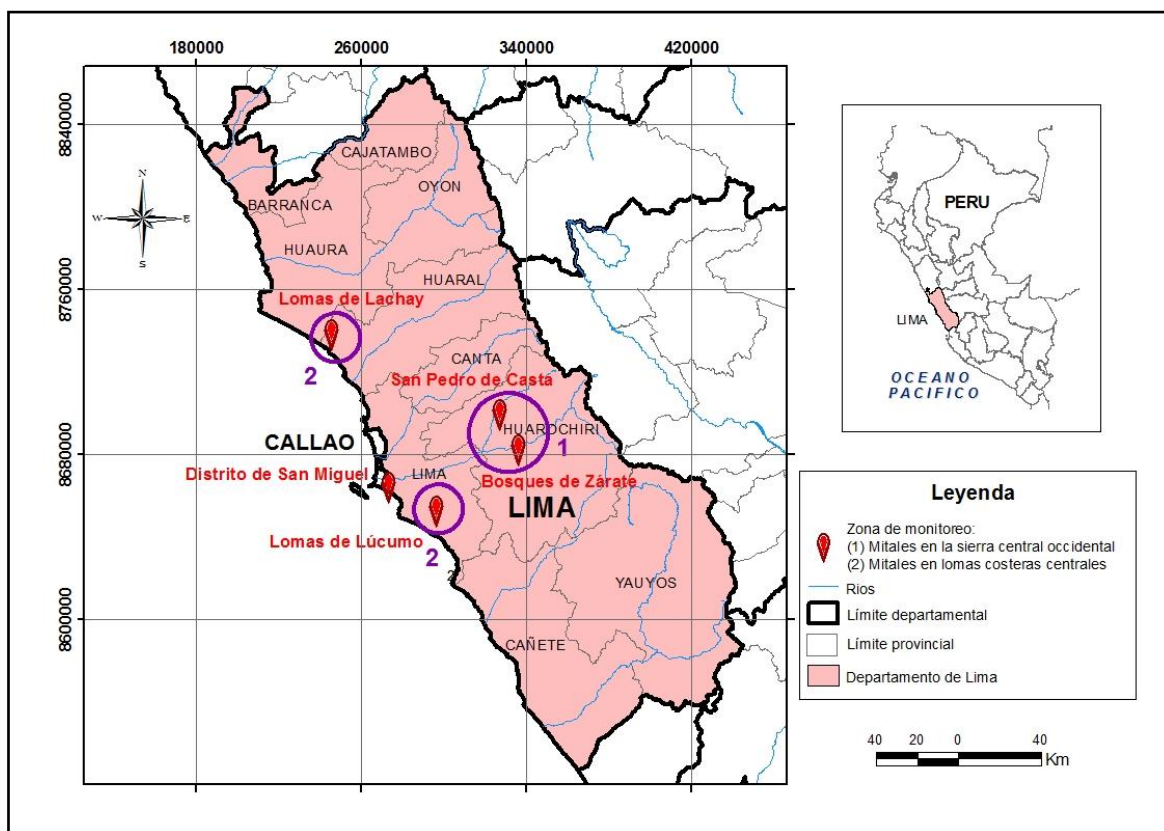 180000
260000
340000
420000
8840000
8760000
8680000
8600000
N
W
E
S
CAJATAMBO
OYON
BARRANCA
HUAURA
HUARAL
Lomas de Lachay
2
CANTA
San Pedro de Casta
HUAROCHIRI
1
CALLAO
LIMA
Distrito de San Miguel
Bosques de Zárate
LIMA
Lomas de Lúcumo
2
2
YAUYOS
CAÑETE
PERU
LIMA
OCEANO
PACIFICO
Leyenda
Zona de monitoreo:
(1) Mitales en la sierra central occidental
(2) Mitales en lomas costeras centrales
Rios
Límite departamental
Límite provincial
Departamento de Lima
40 20 0 40
Km